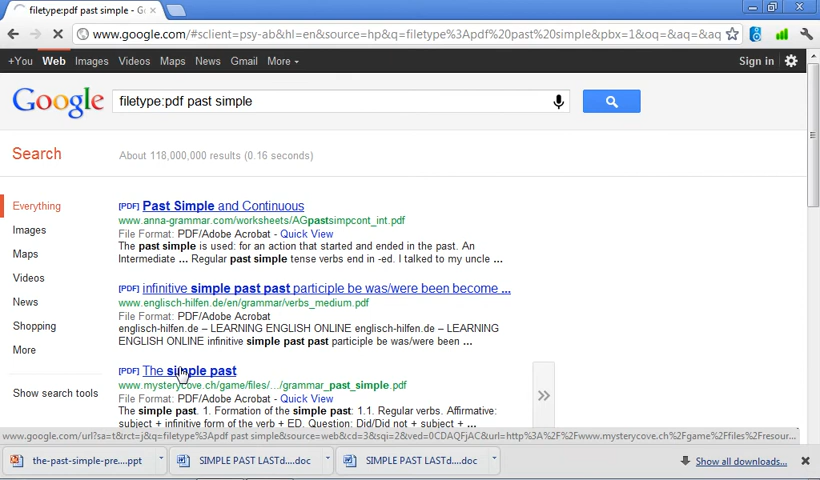 filetype:pdf past simple - Go
www.google.com/#sclient=psy-ab&hl=en&source=hp&q=filetype%3Apdf%20past%20simple&pbx=1&oq=&aq=&aq
+You Web Images Videos Maps News Gmail More Sign in
Google filetype:pdf past simple
Search About 118,000,000 results (0.16 seconds)
Everything
Images
Maps
Videos
News
Shopping
More
Show search tools
[PDF] Past Simple and Continuous
www.anna-grammar.com/worksheets/AGpastsimpcont_int.pdf
File Format: PDF/Adobe Acrobat - Quick View
The past simple is used: for an action that started and ended in the past. An
Intermediate ... Regular past simple tense verbs end in -ed. I talked to my uncle ...
[PDF] infinitive simple past past participle be was/were been become ...
www.englisch-hilfen.de/en/grammar/verbs_medium.pdf
File Format: PDF/Adobe Acrobat
englisch-hilfen.de – LEARNING ENGLISH ONLINE englisch-hilfen.de – LEARNING
ENGLISH ONLINE infinitive simple past past participle be was/were been ...
[PDF] The simple past
www.mysterycove.ch/game/files/.../grammar_past_simple.pdf
File Format: PDF/Adobe Acrobat - Quick View
The simple past. 1. Formation of the simple past: 1.1. Regular verbs. Affirmative:
subject + infinitive form of the verb + ED. Question: Did/Did not + subject + ...
www.google.com/url?sa=t&rct=j&q=filetype%3Apdf past simple&source=web&cd=3&sqi=2&ved=0CDAQFjAC&url=http%3A%2F%2Fwww.mysterycove.ch%2Fgame%2Ffiles%2Fresour...
the-past-simple-pre....ppt SIMPLE PAST LASTd....doc SIMPLE PAST LASTd....doc Show all downloads...